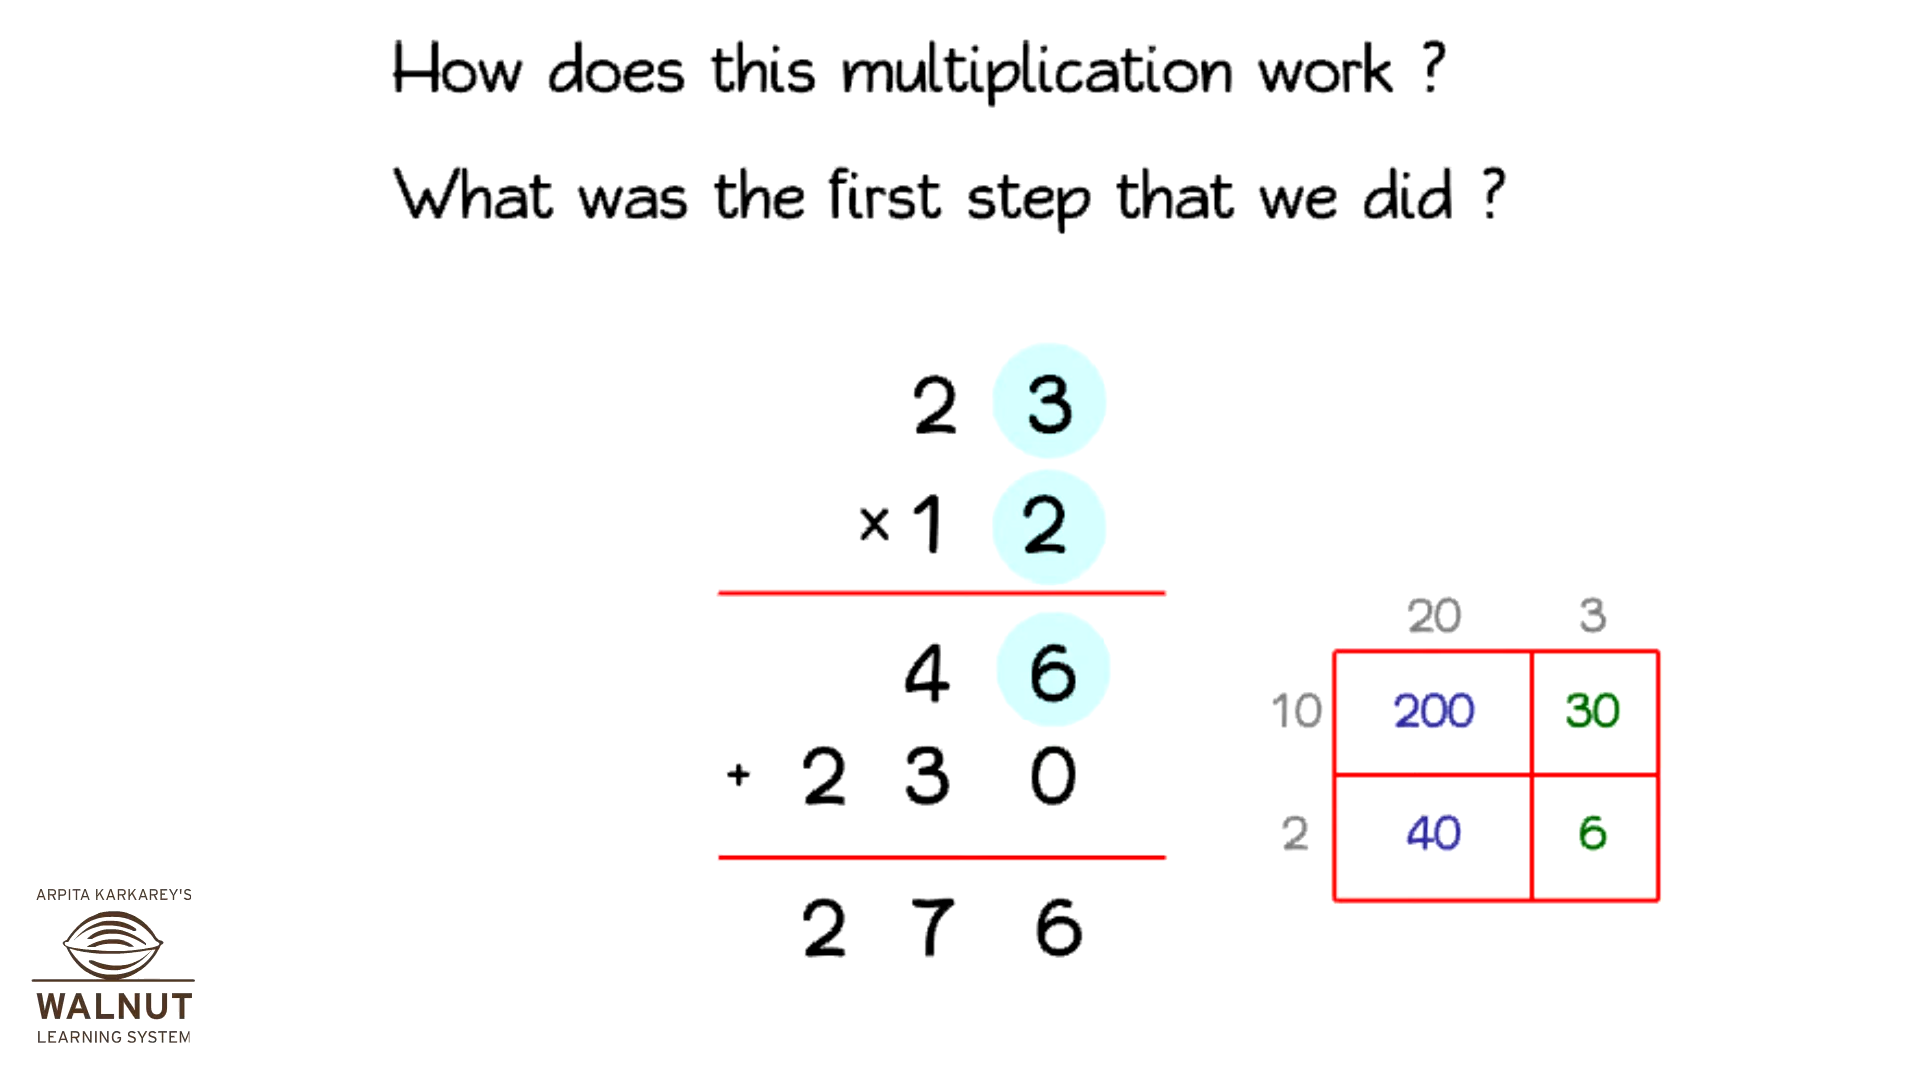 How does this multiplication work ?
What was the first step that we did ?
2 3
× 1 2
4 6
+ 2 3 0
2 7 6
20 3
10 200 30
2 40 6
ARPITA KARKAREY'S
WALNUT
LEARNING SYSTEM